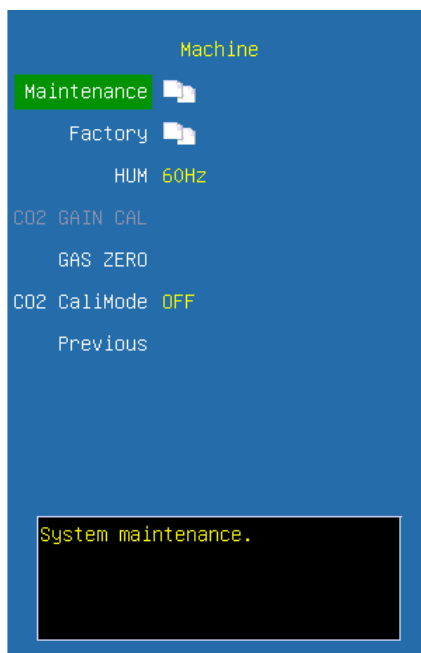 Machine
Maintenance
Factory
HUM 60Hz
CO2 GAIN CAL
GAS ZERO
CO2 CaliMode OFF
Previous
System maintenance.